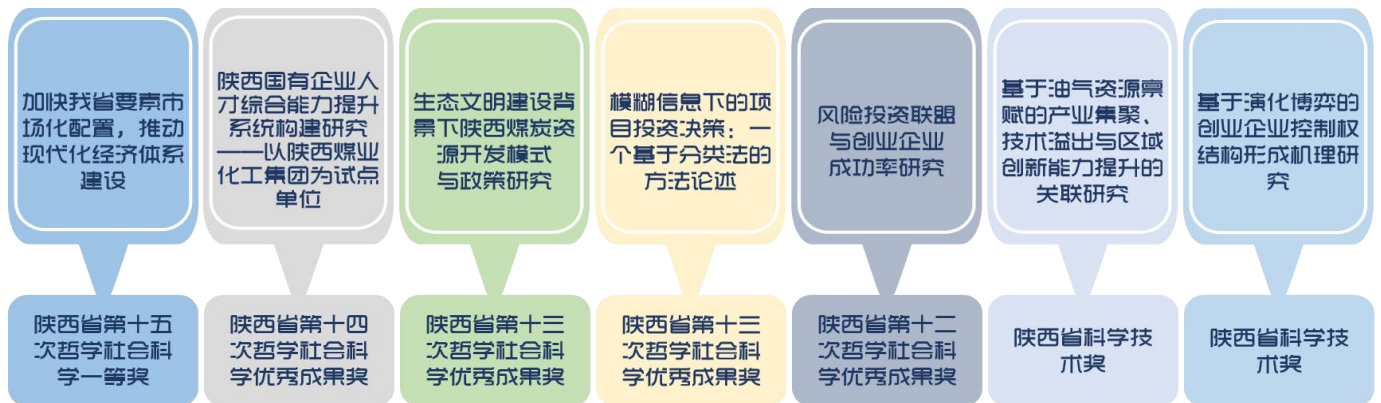 加快我省要素市
场化配置，推动
现代化经济体系
建设
陕西国有企业人
才综合能力提升
系统构建研究
——以陕西煤业
化工集团为试点
单位
生态文明建设背
景下陕西煤炭资
源开发模式
与政策研究
模糊信息下的项
目投资决策：一
个基于分类法的
方法论述
风险投资联盟
与创业企业
成功率研究
基于油气资源禀
赋的产业集聚、
技术溢出与区域
创新能力提升的
关联研究
基于演化博弈的
创业企业控制权
结构形成机理研
究
陕西省第十五
次哲学社会科
学一等奖
陕西省第十四
次哲学社会科
学优秀成果奖
陕西省第十三
次哲学社会科
学优秀成果奖
陕西省第十三
次哲学社会科
学优秀成果奖
陕西省第十二
次哲学社会科
学优秀成果奖
陕西省科学技
术奖
陕西省科学技
术奖